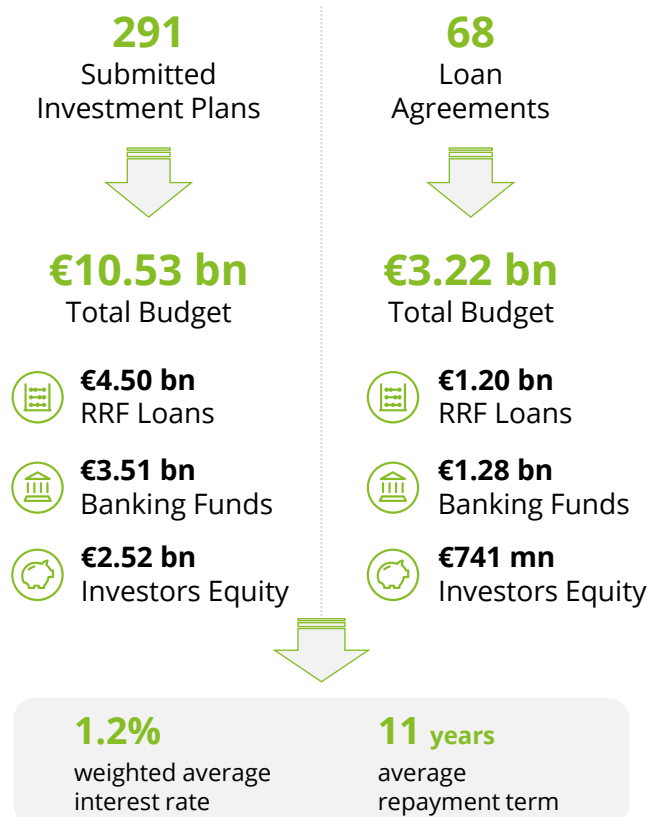 291
Submitted
Investment Plans
€10.53 bn
Total Budget
€4.50 bn
RRF Loans
€3.51 bn
Banking Funds
€2.52 bn
Investors Equity
68
Loan
Agreements
€3.22 bn
Total Budget
€1.20 bn
RRF Loans
€1.28 bn
Banking Funds
€741 mn
Investors Equity
1.2%
weighted average
interest rate
11 years
average
repayment term